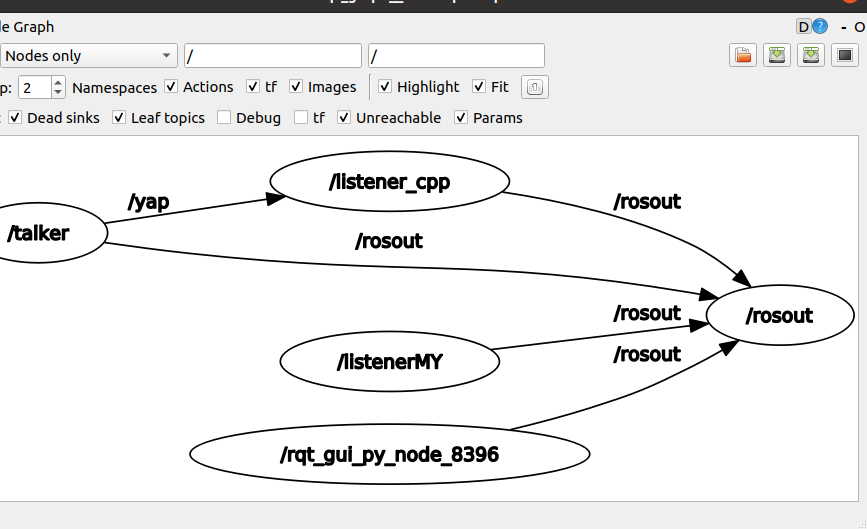 de Graph D ? - O
Nodes only / /
p: 2 Namespaces Actions tf Images Highlight Fit
: Dead sinks Leaf topics Debug tf Unreachable Params
/listener_cpp
/yap /rosout
/talker
/rosout
/rosout
/rosout
/listenerMY
/rosout
/rqt_gui_py_node_8396